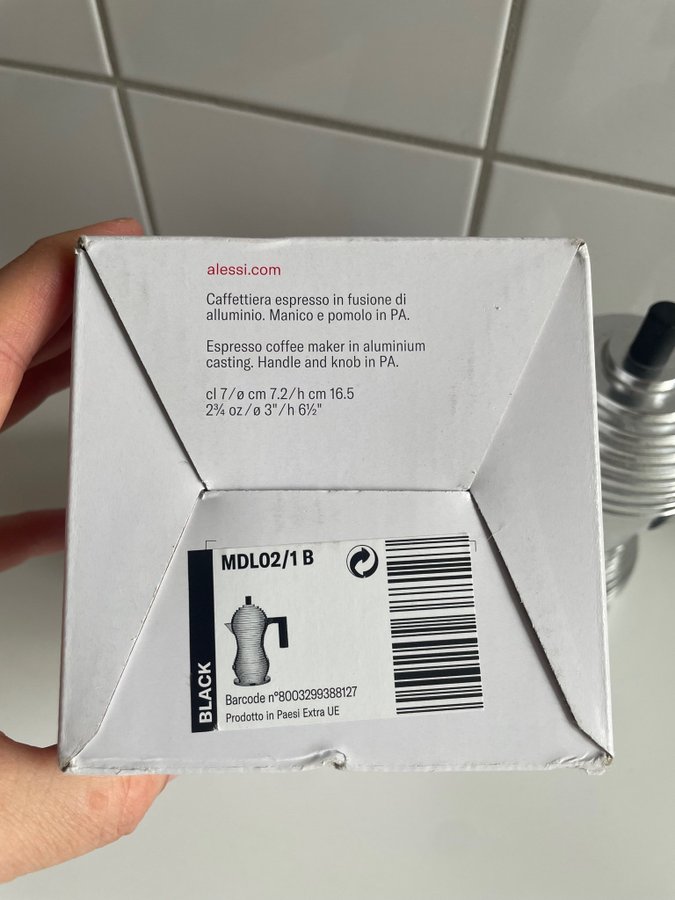 alessi.com
Caffettiera espresso in fusione di
alluminio. Manico e pomolo in PA.
Espresso coffee maker in aluminium
casting. Handle and knob in PA.
cl 7/ø cm 7.2/h cm 16.5
2¾ oz/ø 3"/h 6½"
MDL02/1 B
BLACK
Barcode n°8003299388127
Prodotto in Paesi Extra UE